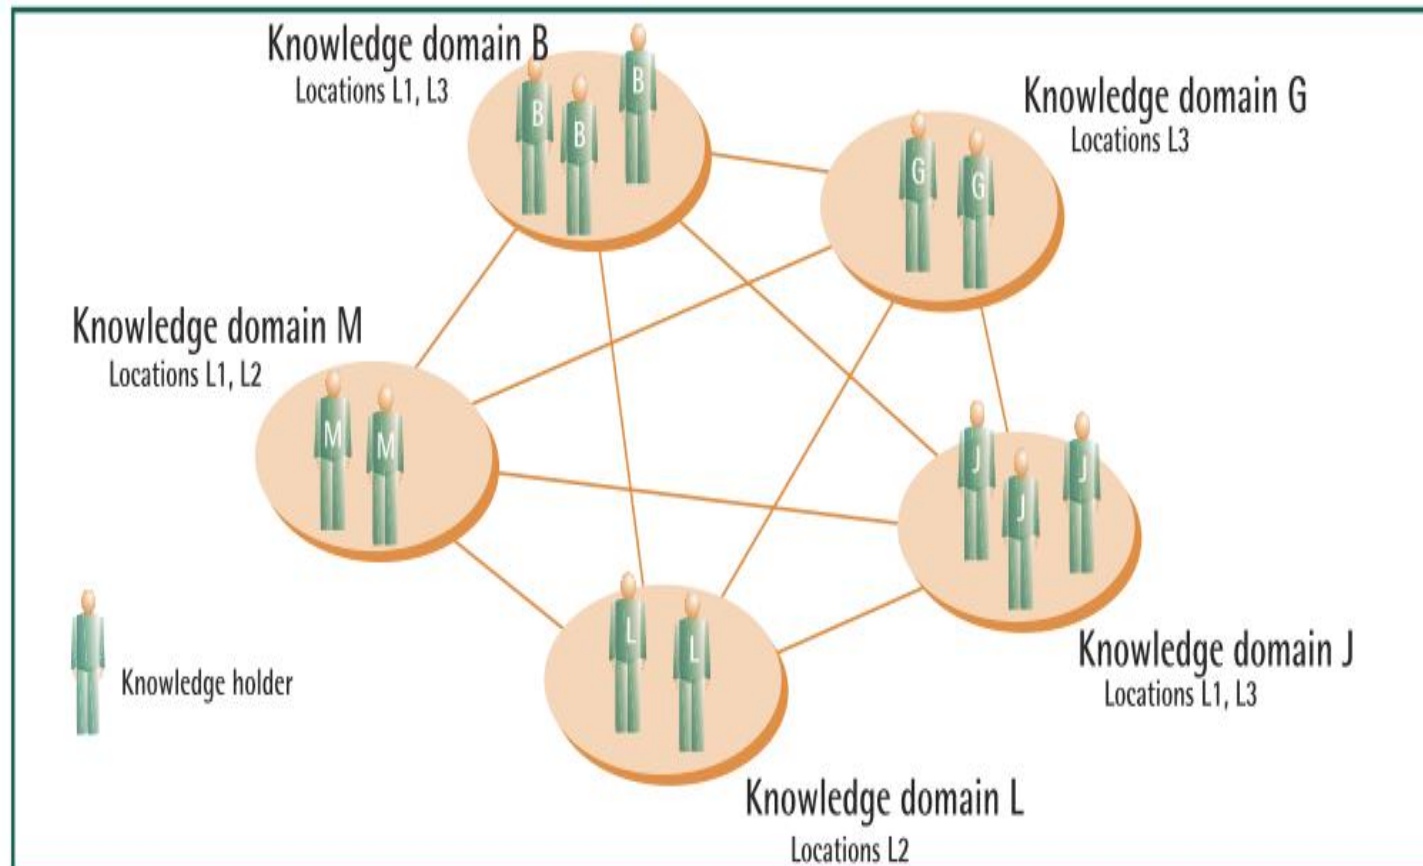 Knowledge domain B
Locations L1, L3
B
B
B
Knowledge domain G
Locations L3
G
G
Knowledge domain M
Locations L1, L2
M
M
J
J
J
Knowledge domain J
Locations L1, L3
L
L
Knowledge domain L
Locations L2
Knowledge holder